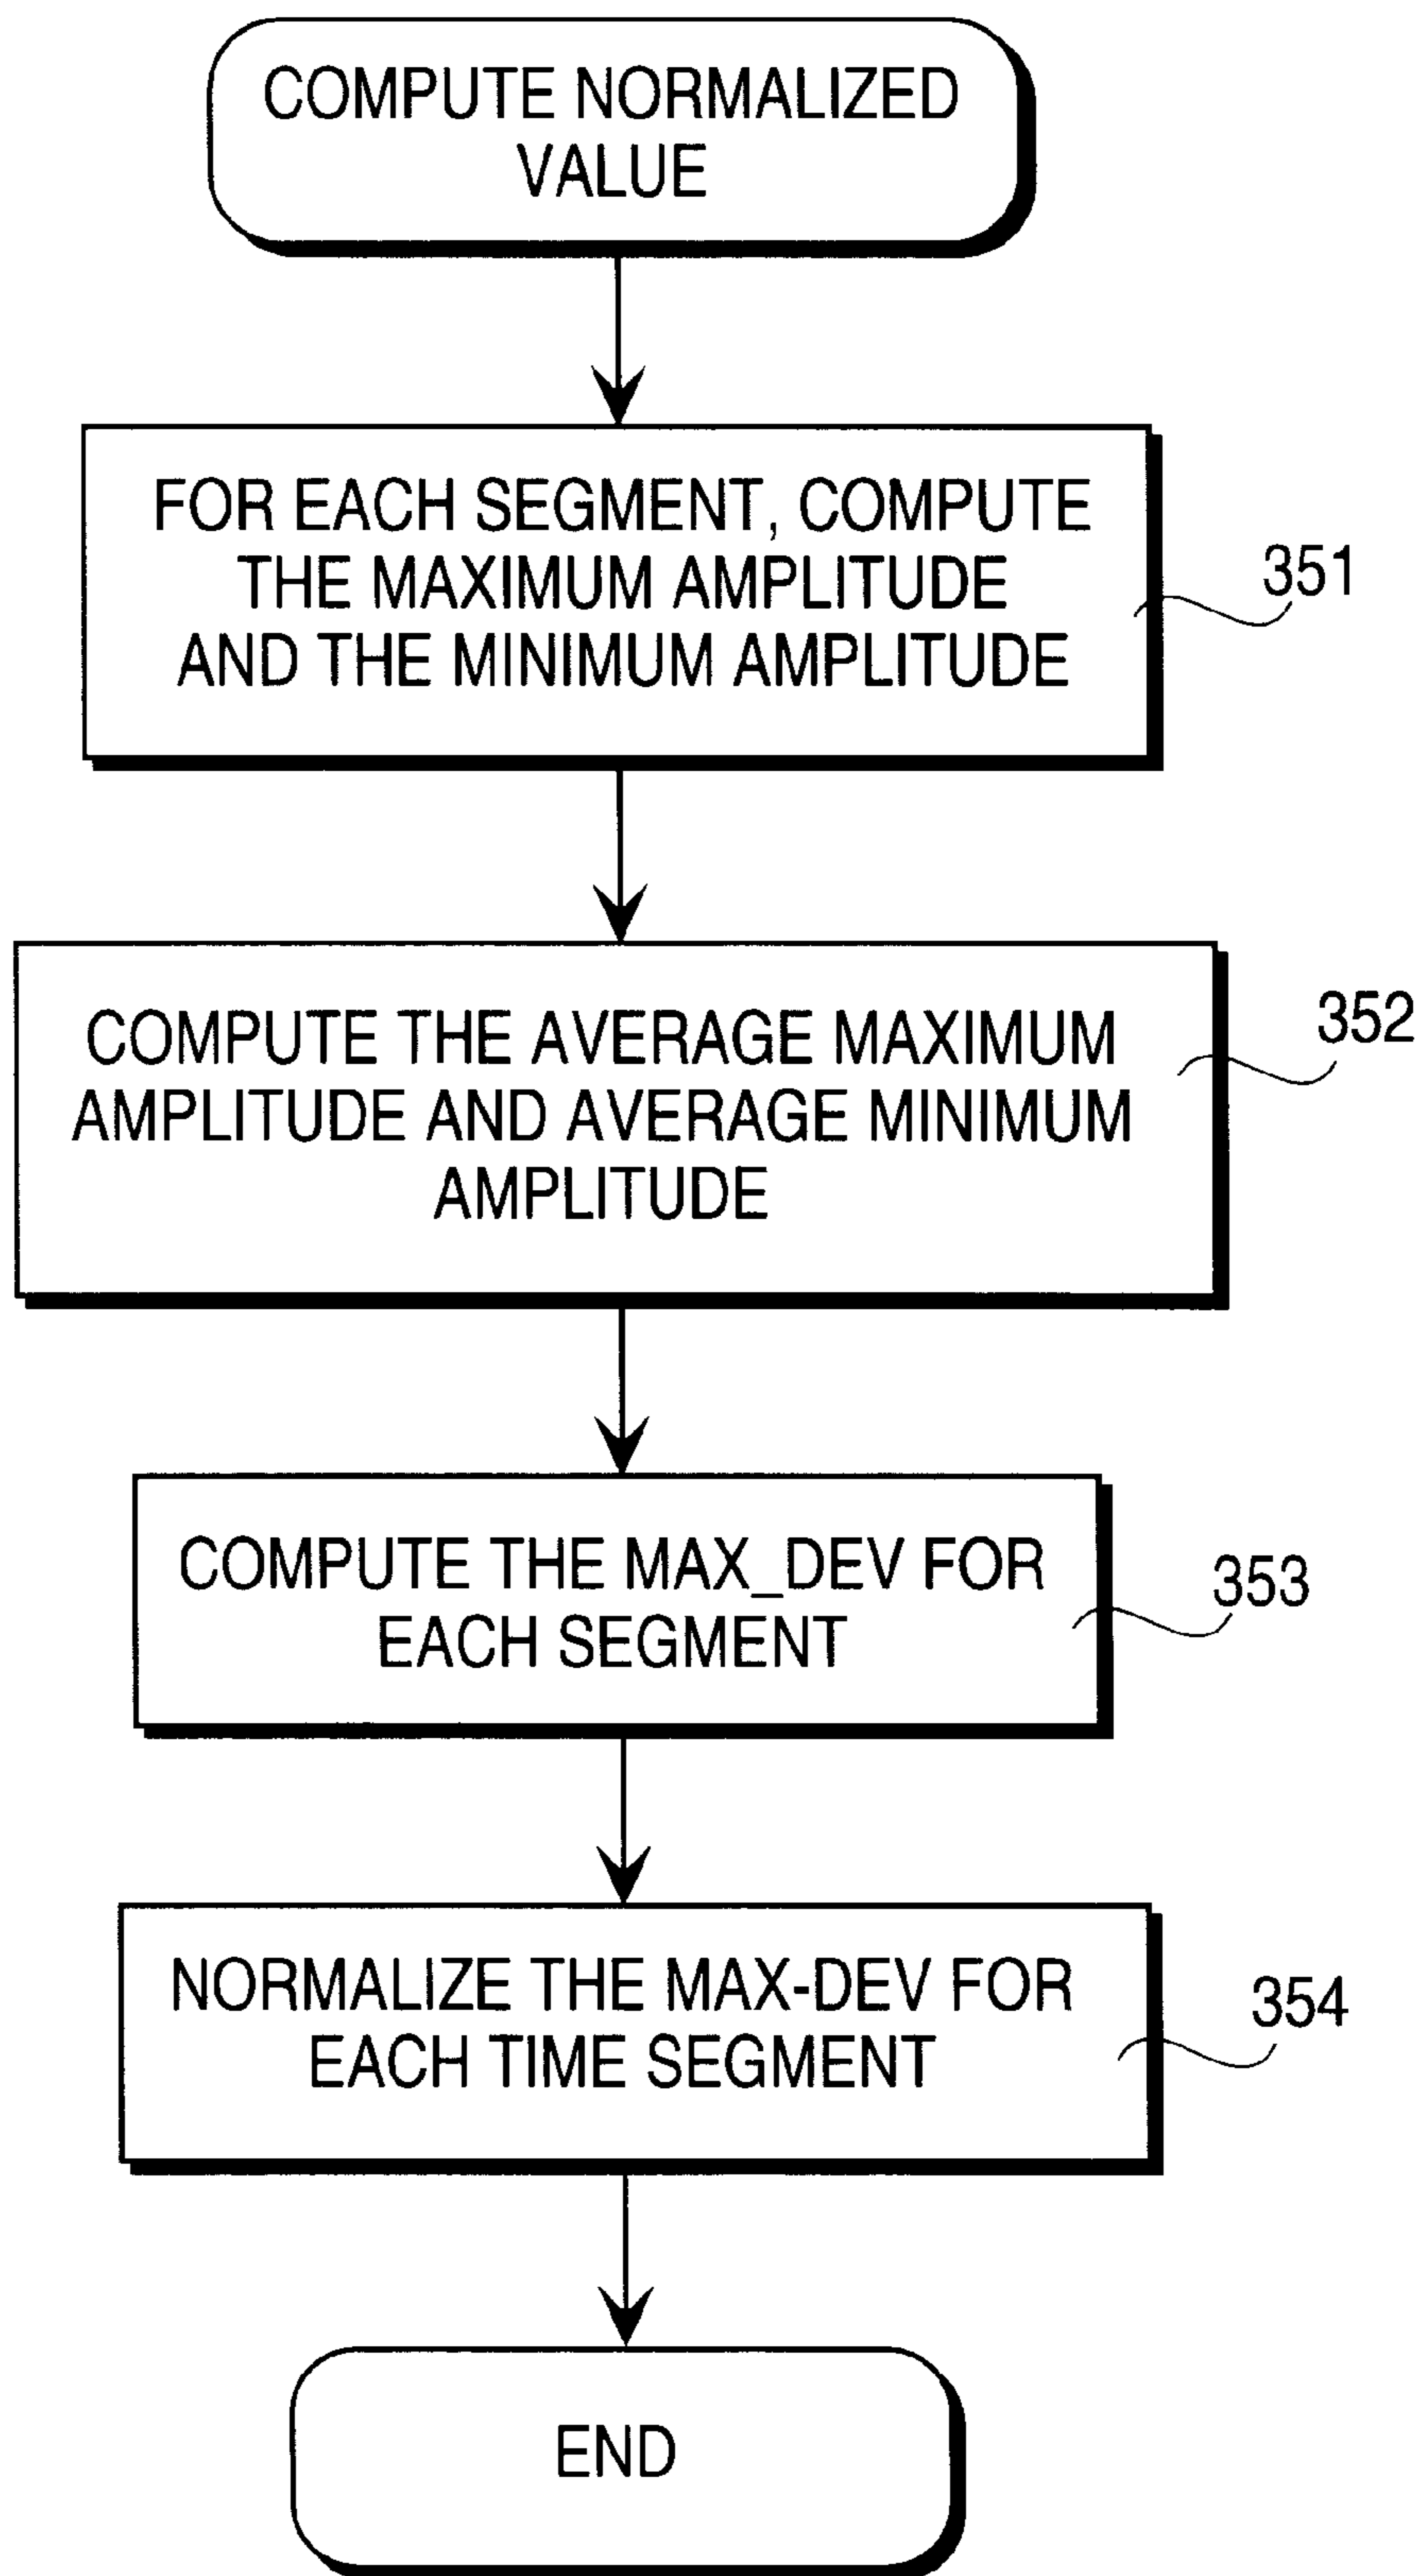 COMPUTE NORMALIZED
VALUE
FOR EACH SEGMENT, COMPUTE
THE MAXIMUM AMPLITUDE
AND THE MINIMUM AMPLITUDE
351
COMPUTE THE AVERAGE MAXIMUM
AMPLITUDE AND AVERAGE MINIMUM
AMPLITUDE
352
COMPUTE THE MAX_DEV FOR
EACH SEGMENT
353
NORMALIZE THE MAX-DEV FOR
EACH TIME SEGMENT
354
END